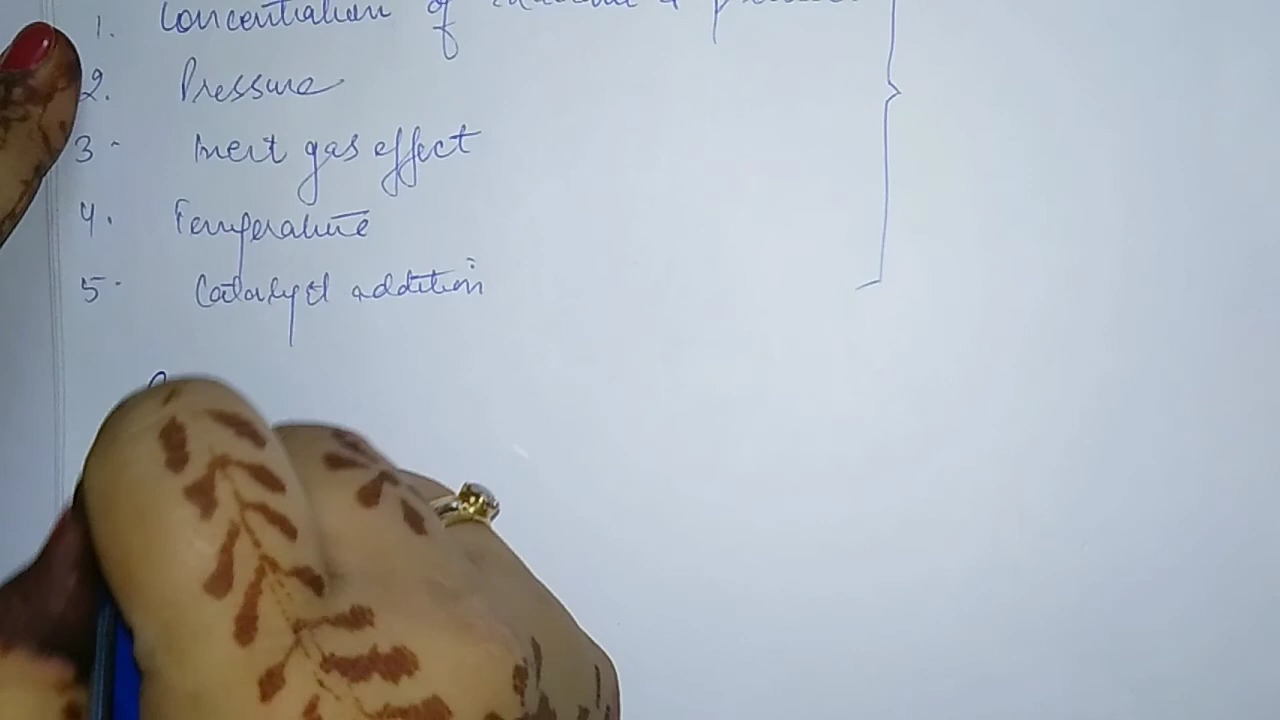 1. Concentration of
2. Pressure
3. Inert gas effect
4. Temperature
5. Catalyst addition